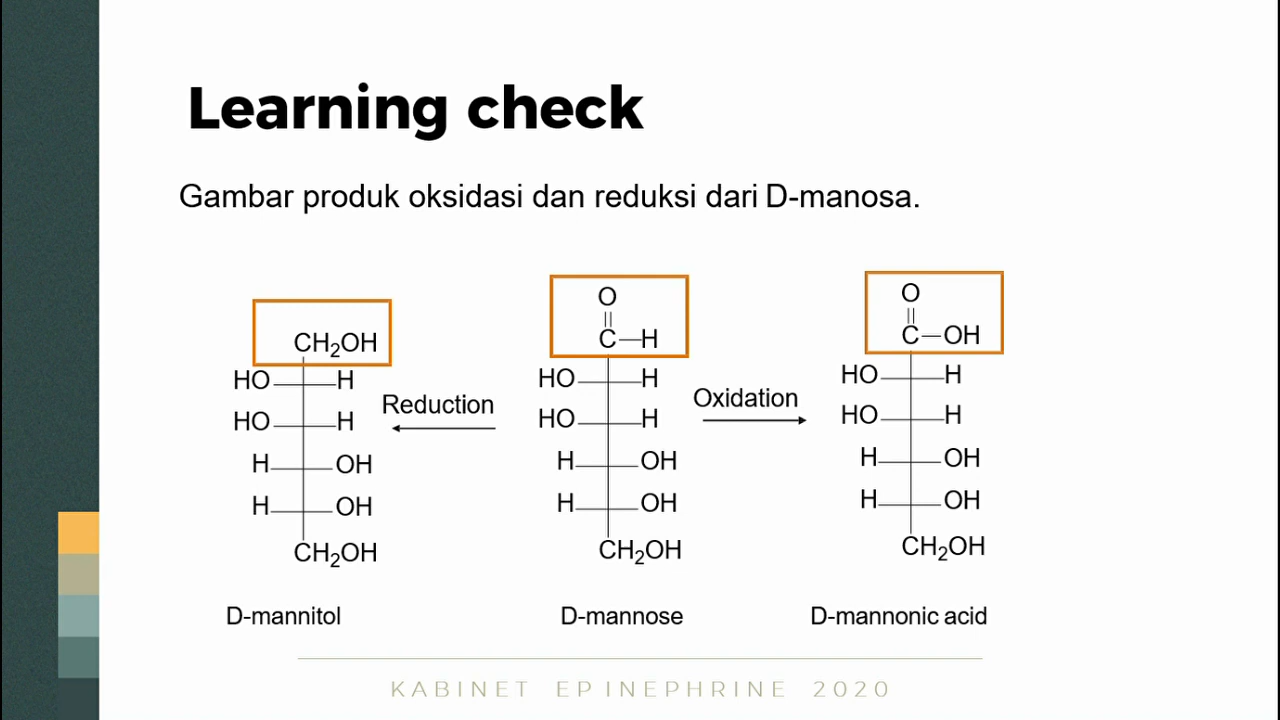 Learning check
Gambar produk oksidasi dan reduksi dari D-manosa.
CH₂OH
HO H
HO H
H OH
H OH
CH₂OH
D-mannitol
Reduction
O
C H
HO H
HO H
H OH
H OH
CH₂OH
D-mannose
Oxidation
O
C OH
HO H
HO H
H OH
H OH
CH₂OH
D-mannonic acid
KABINET EPINEPHRINE 2020